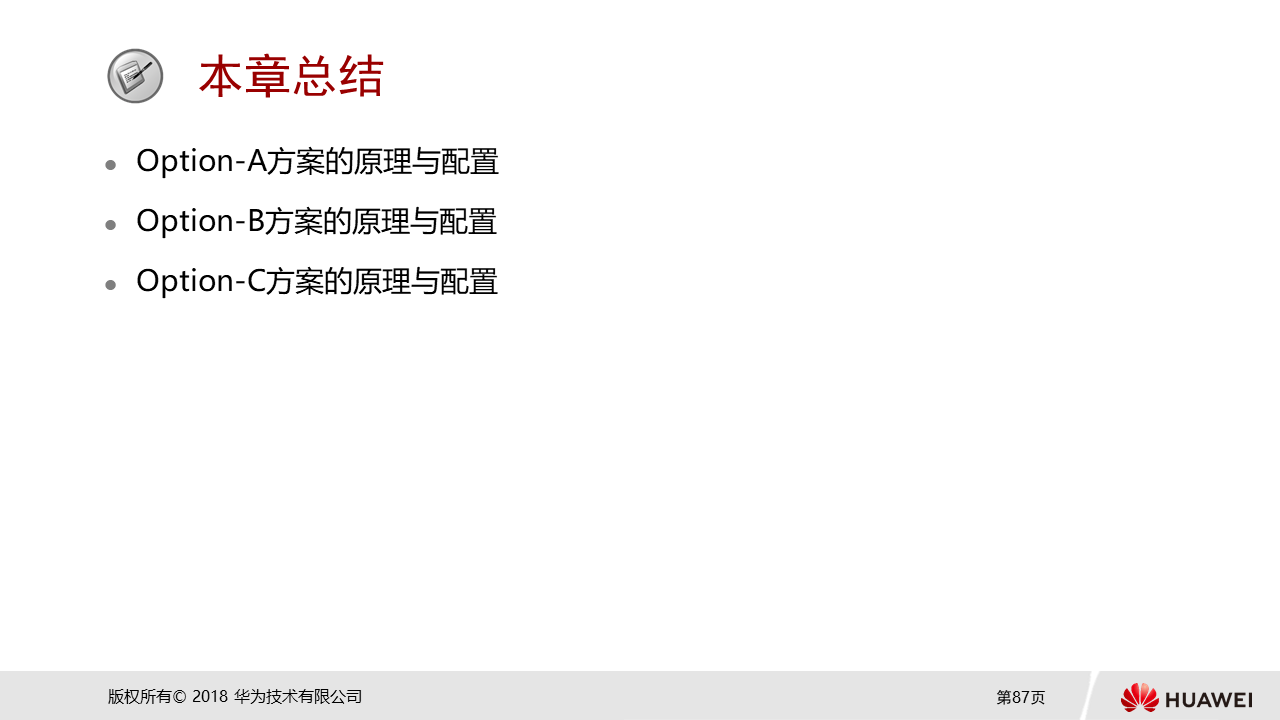 本章总结
Option-A方案的原理与配置
Option-B方案的原理与配置
Option-C方案的原理与配置
版权所有© 2018 华为技术有限公司
第87页
HUAWEI